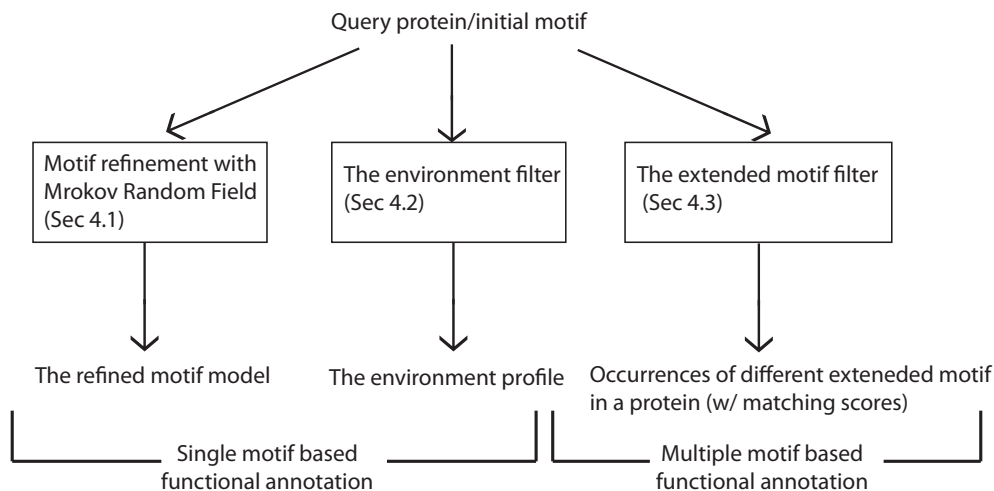 Query protein/initial motif
Motif refinement with
Mrokov Random Field
(Sec 4.1)
The environment filter
(Sec 4.2)
The extended motif filter
(Sec 4.3)
The refined motif model
The environment profile
Occurrences of different exteneded motif
in a protein (w/ matching scores)
Single motif based
functional annotation
Multiple motif based
functional annotation